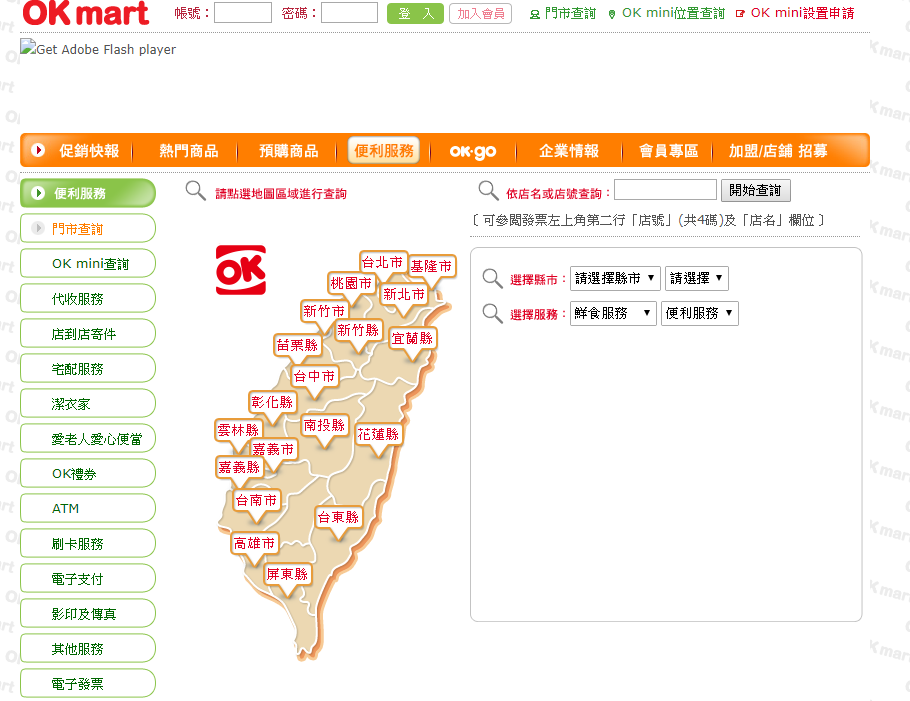 OK mart 帳號： 密碼： 登 入 加入會員 門市查詢 OK mini位置查詢 OK mini設置申請
Get Adobe Flash player
促銷快報 熱門商品 預購商品 便利服務 OK·go 企業情報 會員專區 加盟/店鋪 招募
便利服務
門市查詢
OK mini查詢
代收服務
店到店寄件
宅配服務
潔衣家
愛老人愛心便當
OK禮券
ATM
刷卡服務
電子支付
影印及傳真
其他服務
電子發票
請點選地圖區域進行查詢
OK
台北市
基隆市
桃園市
新北市
新竹市
新竹縣
宜蘭縣
苗栗縣
台中市
彰化縣
南投縣
雲林縣
花蓮縣
嘉義市
嘉義縣
台南市
台東縣
高雄市
屏東縣
依店名或店號查詢： 開始查詢
〔 可參閱發票左上角第二行「店號」(共4碼)及「店名」欄位 〕
選擇縣市： 請選擇縣市 請選擇
選擇服務： 鮮食服務 便利服務